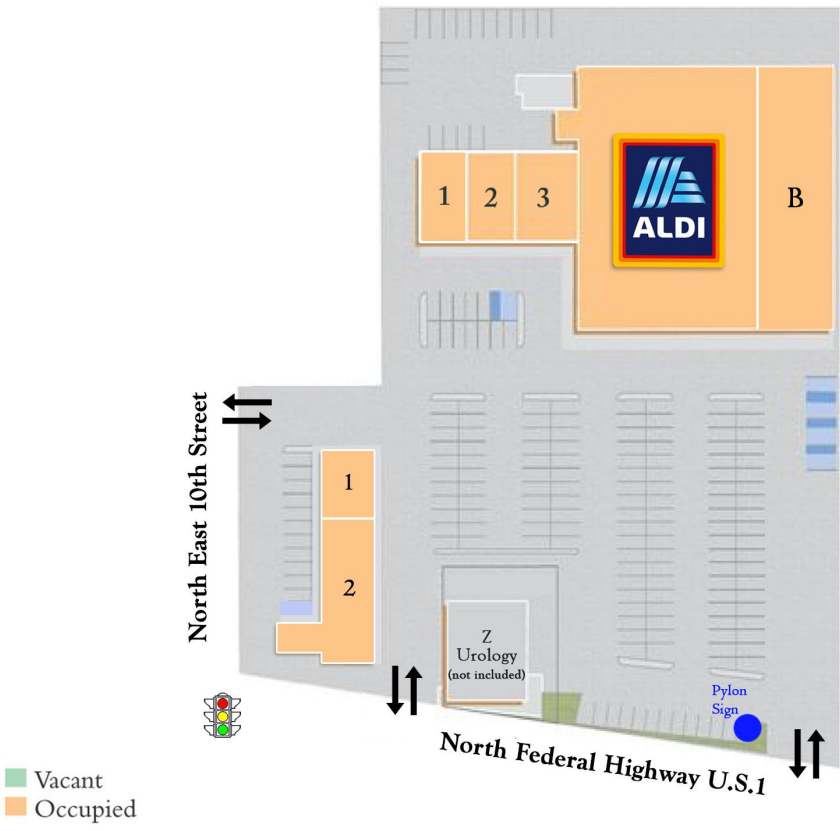 1
2
3
ALDI
B
North East 10th Street
1
2
Z
Urology
(not included)
Pylon
Sign
North Federal Highway U.S.1
Vacant
Occupied